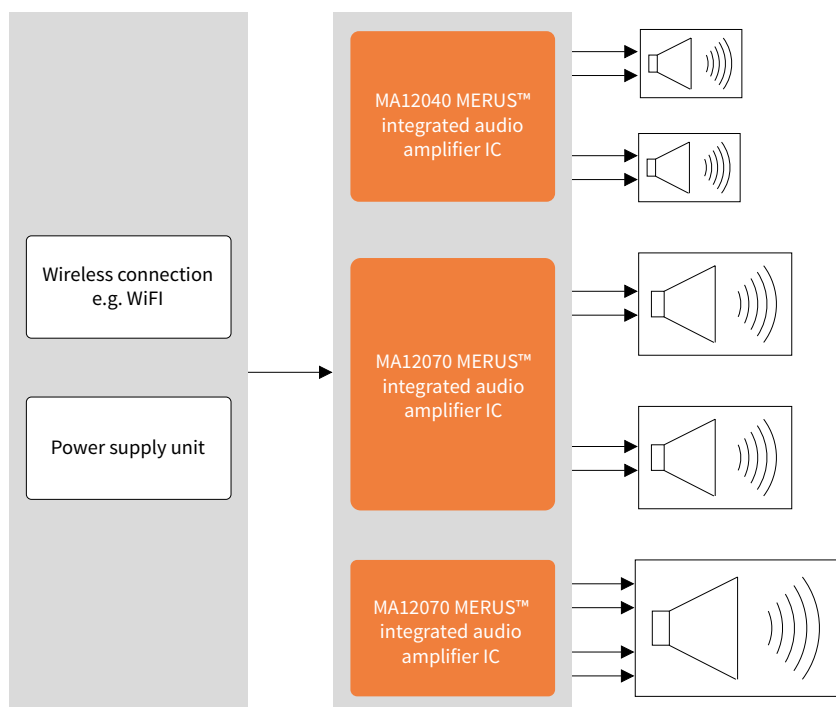 Wireless connection
e.g. WiFI
Power supply unit
MA12040 MERUS™
integrated audio
amplifier IC
MA12070 MERUS™
integrated audio
amplifier IC
MA12070 MERUS™
integrated audio
amplifier IC